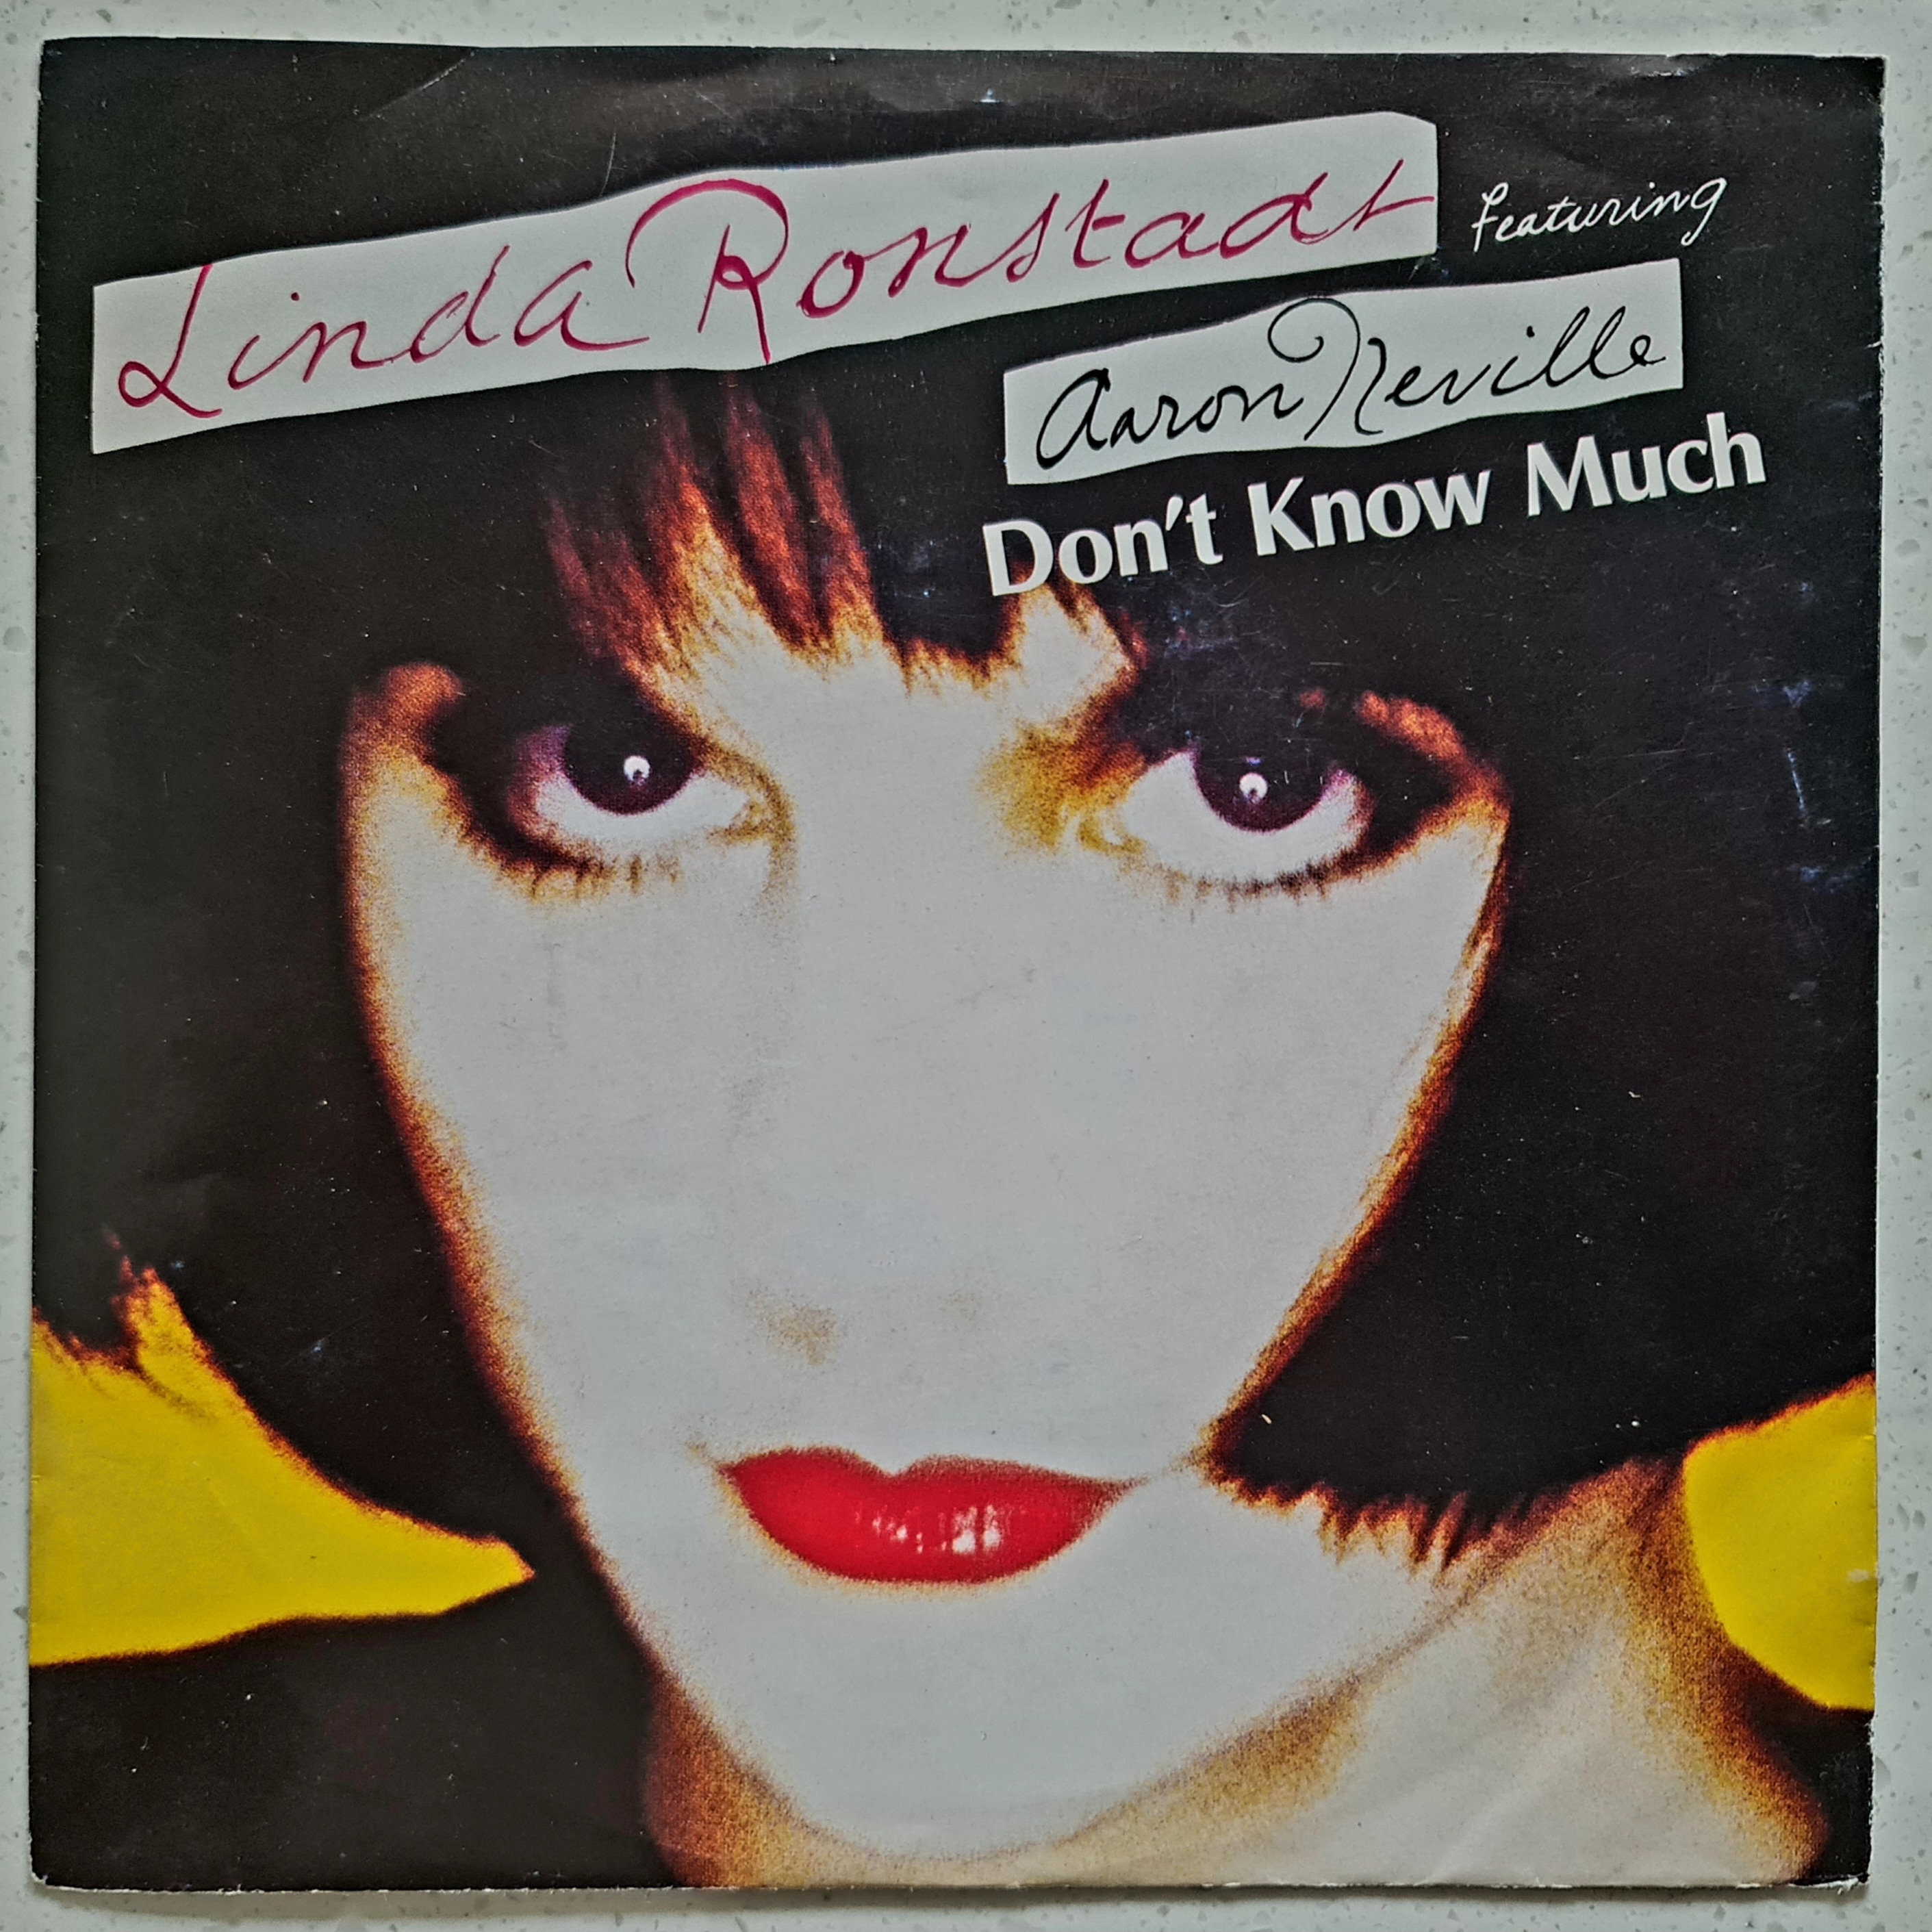 Linda Ronstadt featuring
Aaron Neville
Don't Know Much